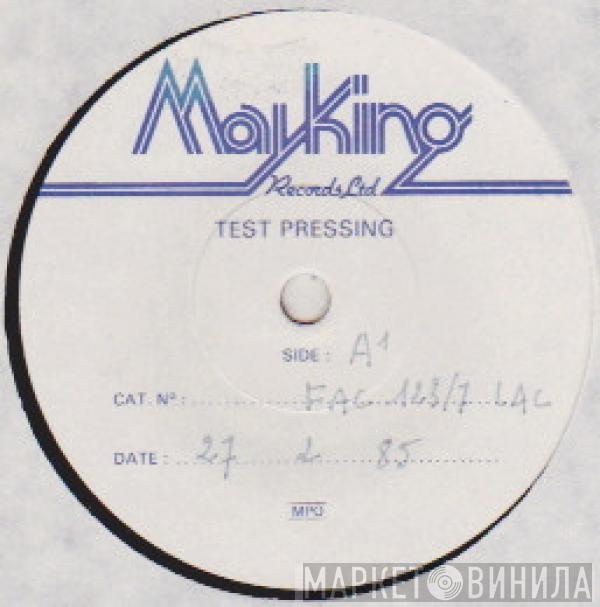 Mayking
Records Ltd
TEST PRESSING
SIDE : A1
CAT. Nº : FAC 123/7 LAC
DATE : 27 2 85
MPO
МАРКЕТ ВИНИЛА